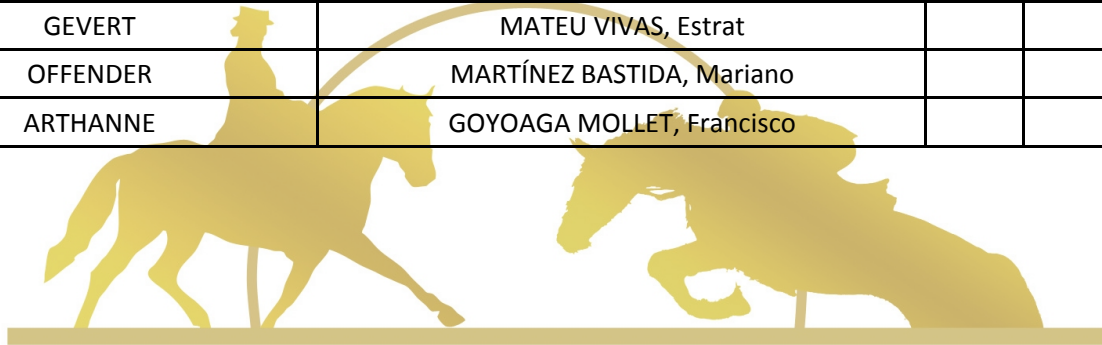 GEVERT MATEU VIVAS, Estrat
OFFENDER MARTÍNEZ BASTIDA, Mariano
ARTHANNE GOYOAGA MOLLET, Francisco